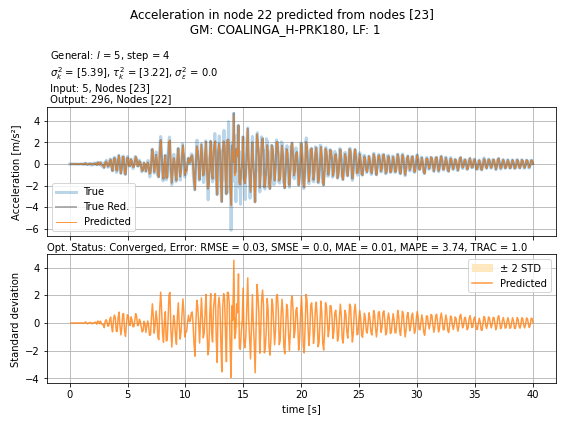 Acceleration in node 22 predicted from nodes [23]
GM: COALINGA_H-PRK180, LF: 1
General: l = 5, step = 4
σ²ₖ = [5.39], τ²ₖ = [3.22], σ²ε = 0.0
Input: 5, Nodes [23]
Output: 296, Nodes [22]
Acceleration [m/s²]
4
2
0
−2
−4
−6
True
True Red.
Predicted
Opt. Status: Converged, Error: RMSE = 0.03, SMSE = 0.0, MAE = 0.01, MAPE = 3.74, TRAC = 1.0
Standard deviation
4
2
0
−2
−4
± 2 STD
Predicted
0 5 10 15 20 25 30 35 40
time [s]